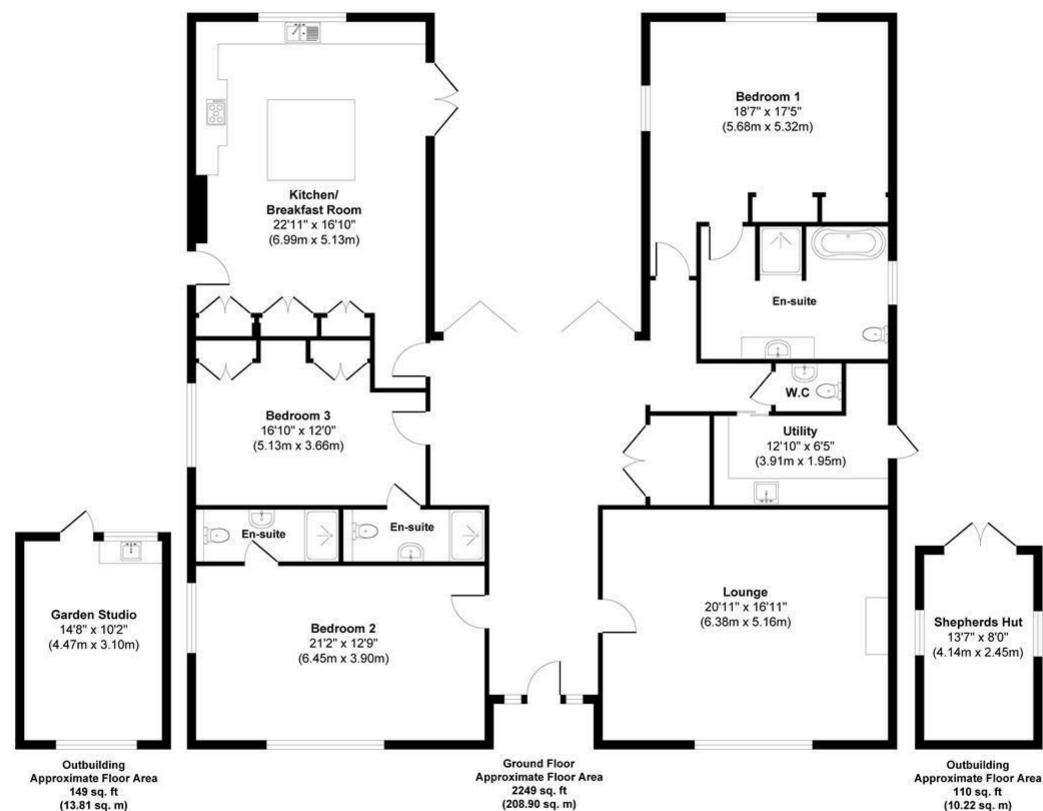 Bedroom 1
18'7" x 17'5"
(5.68m x 5.32m)
Kitchen/
Breakfast Room
22'11" x 16'10"
(6.99m x 5.13m)
En-suite
W.C
Bedroom 3
16'10" x 12'0"
(5.13m x 3.66m)
Utility
12'10" x 6'5"
(3.91m x 1.95m)
En-suite
En-suite
Garden Studio
14'8" x 10'2"
(4.47m x 3.10m)
Bedroom 2
21'2" x 12'9"
(6.45m x 3.90m)
Lounge
20'11" x 16'11"
(6.38m x 5.16m)
Shepherds Hut
13'7" x 8'0"
(4.14m x 2.45m)
Outbuilding
Approximate Floor Area
149 sq. ft
(13.81 sq. m)
Ground Floor
Approximate Floor Area
2249 sq. ft
(208.90 sq. m)
Outbuilding
Approximate Floor Area
110 sq. ft
(10.22 sq. m)